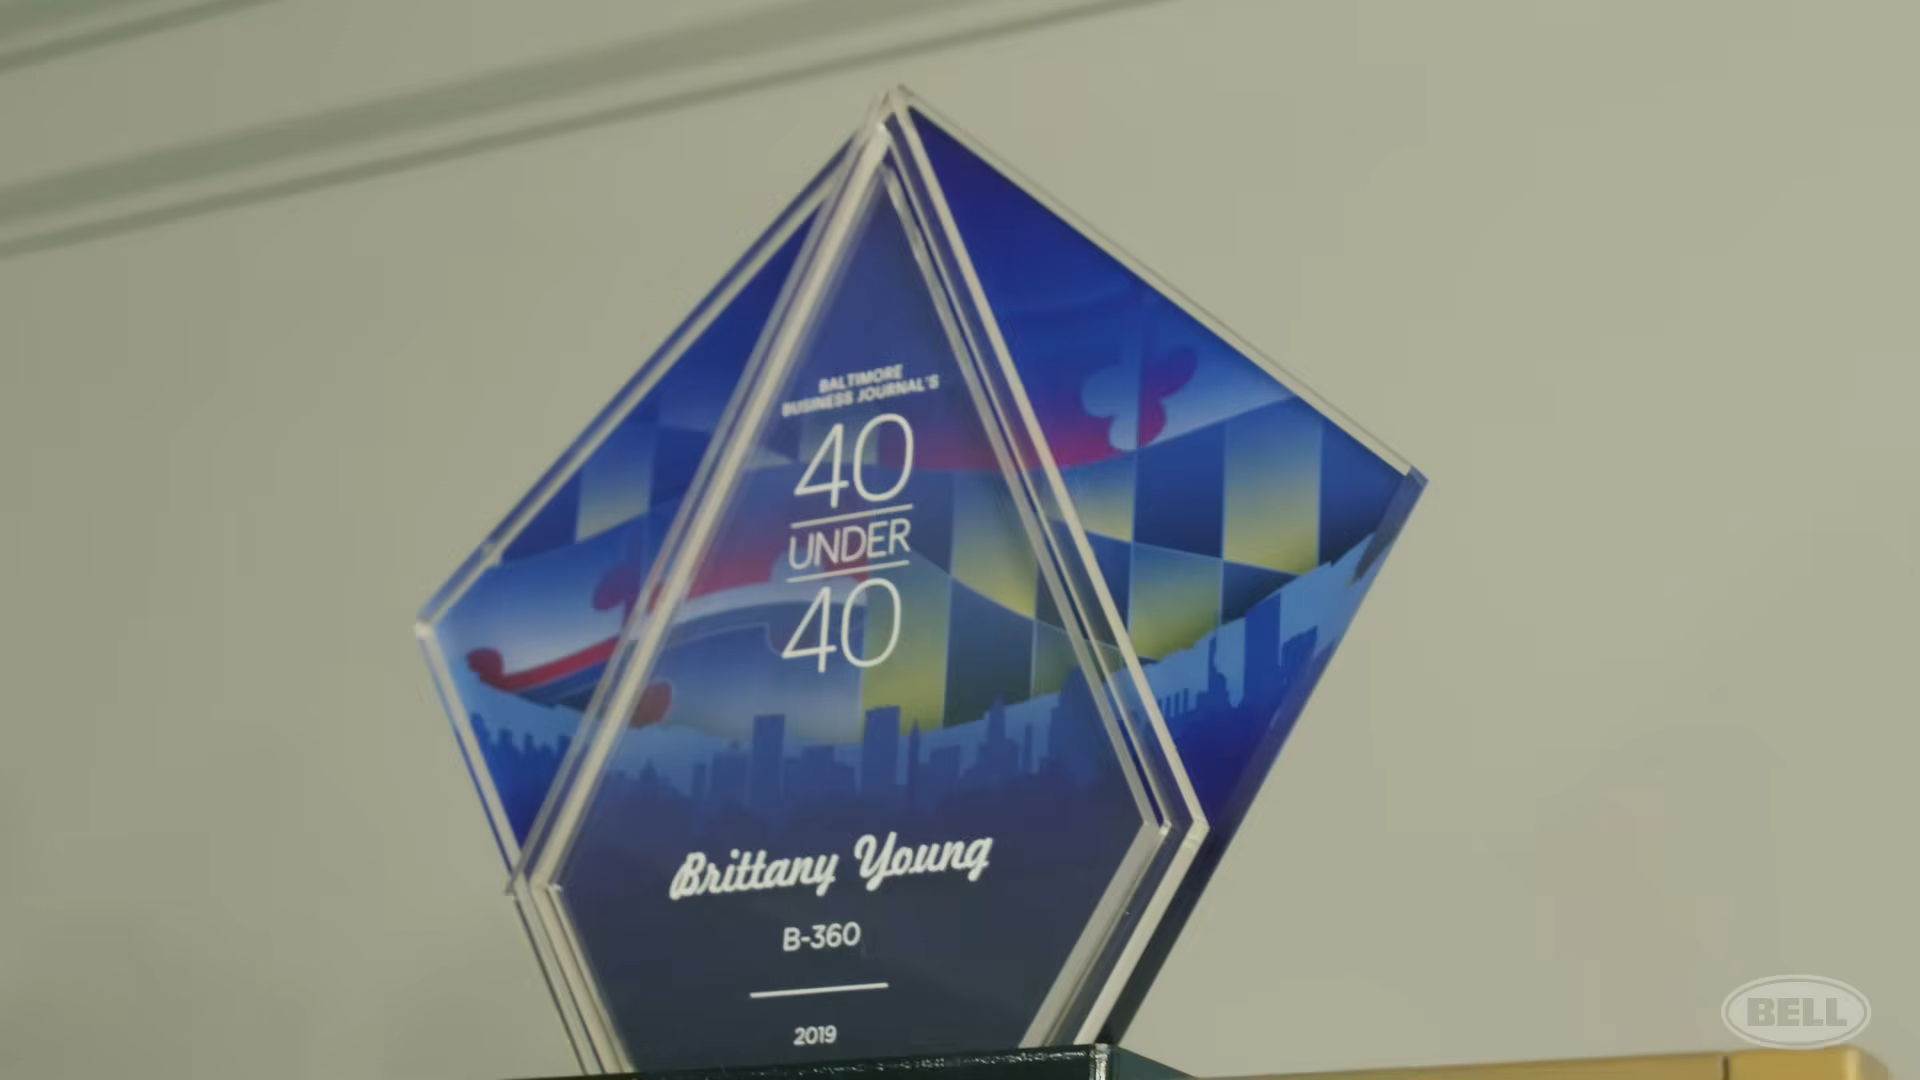 BALTIMORE
BUSINESS JOURNAL'S
40
UNDER
40
Brittany Young
B-360
2019
BELL